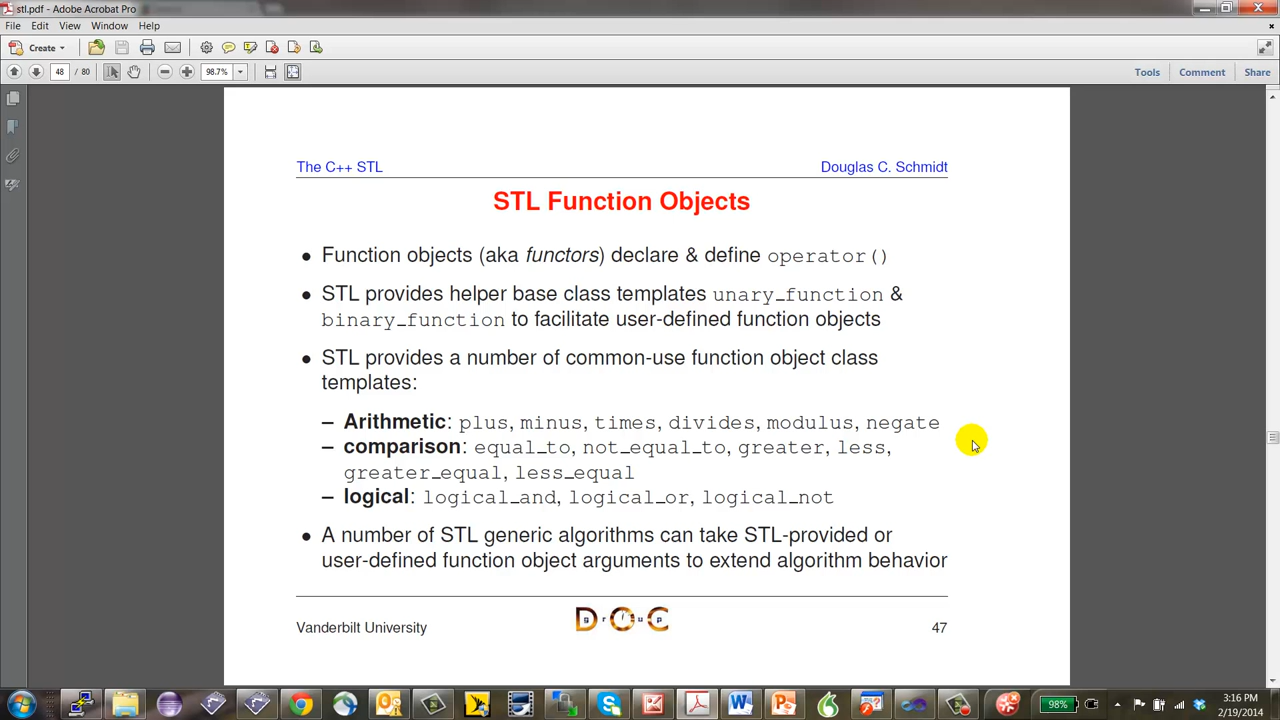 stl.pdf - Adobe Acrobat Pro
File Edit View Window Help
Create
48 / 80 98.7% Tools Comment Share
The C++ STL Douglas C. Schmidt
STL Function Objects
• Function objects (aka functors) declare & define operator()
• STL provides helper base class templates unary_function &
binary_function to facilitate user-defined function objects
• STL provides a number of common-use function object class
templates:
– Arithmetic: plus, minus, times, divides, modulus, negate
– comparison: equal_to, not_equal_to, greater, less,
greater_equal, less_equal
– logical: logical_and, logical_or, logical_not
• A number of STL generic algorithms can take STL-provided or
user-defined function object arguments to extend algorithm behavior
D O C
group
Vanderbilt University 47
98% 3:16 PM
2/19/2014